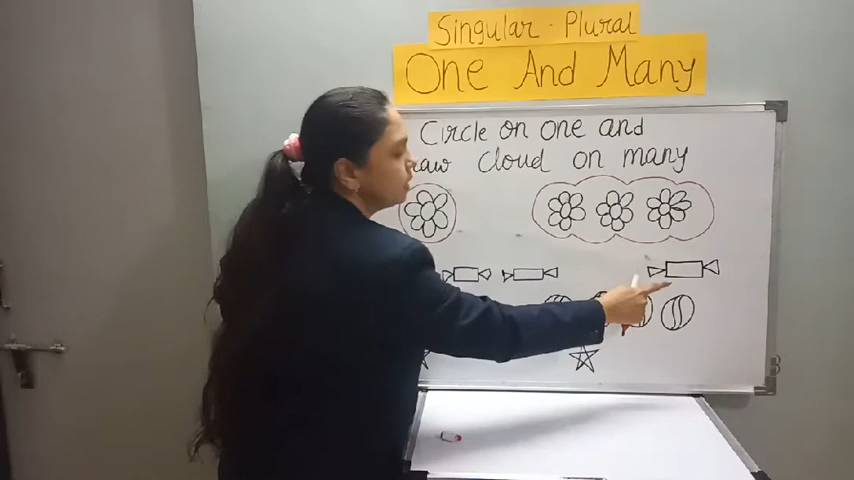 Singular - Plural
One And Many
Circle on one and
cloud on many